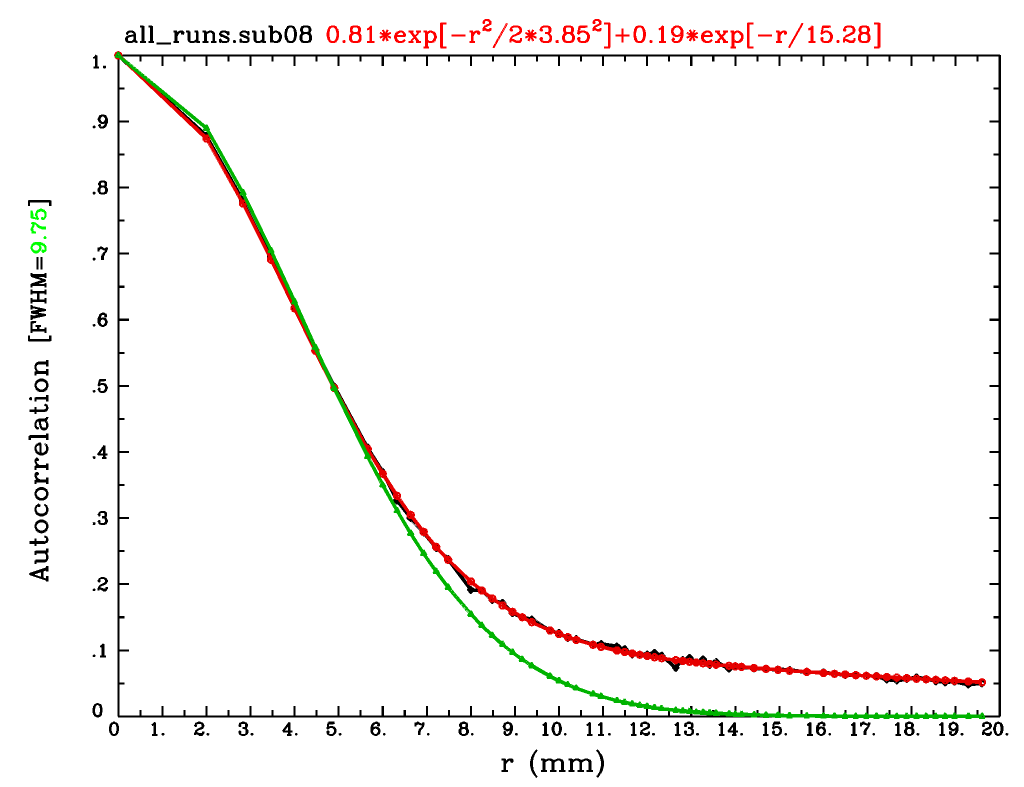 all_runs.sub08 0.81*exp[-r²/2*3.85²]+0.19*exp[-r/15.28]
1.
.9
.8
.7
.6
.5
.4
.3
.2
.1
0
Autocorrelation [FWHM=9.75]
0 1. 2. 3. 4. 5. 6. 7. 8. 9. 10. 11. 12. 13. 14. 15. 16. 17. 18. 19. 20.
r (mm)